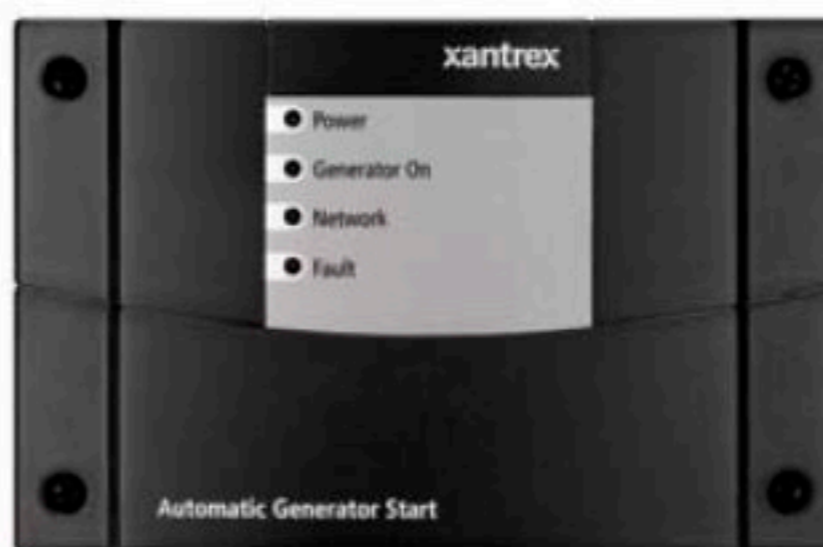 xantrex
Power
Generator On
Network
Fault
Automatic Generator Start